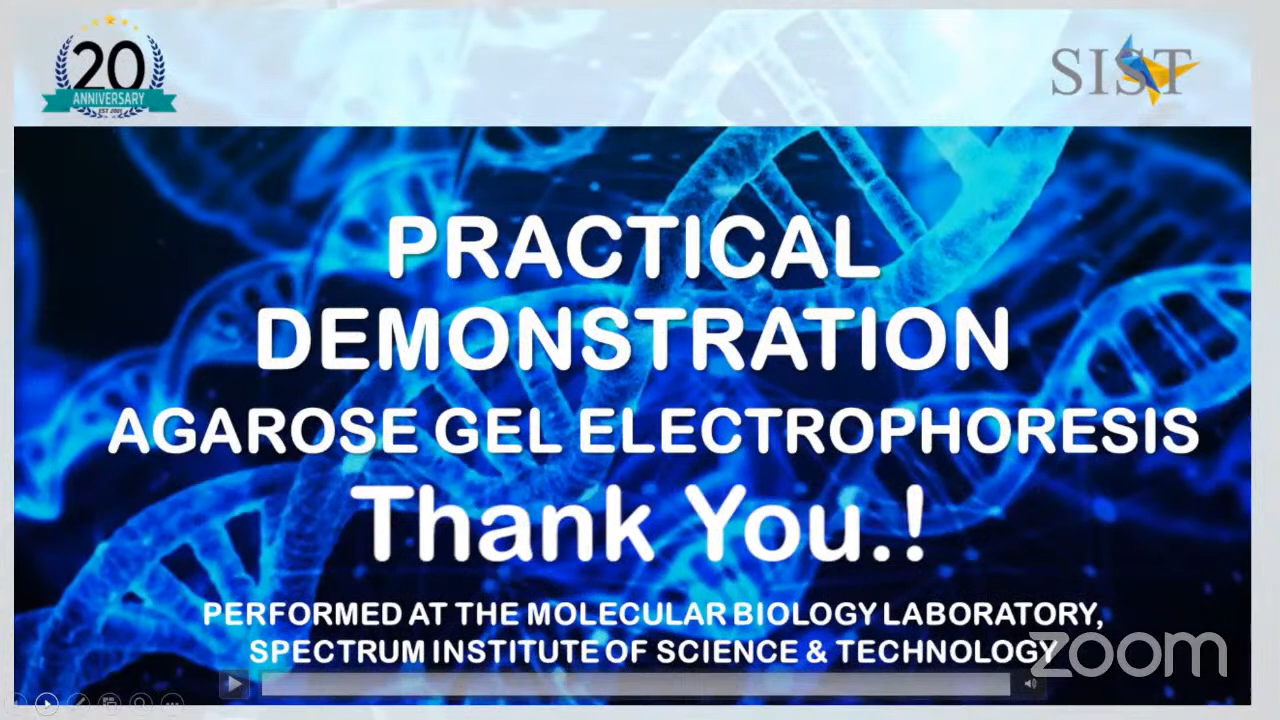 20
ANNIVERSARY
SIST
PRACTICAL
DEMONSTRATION
AGAROSE GEL ELECTROPHORESIS
Thank You.!
PERFORMED AT THE MOLECULAR BIOLOGY LABORATORY,
SPECTRUM INSTITUTE OF SCIENCE & TECHNOLOGY
zoom